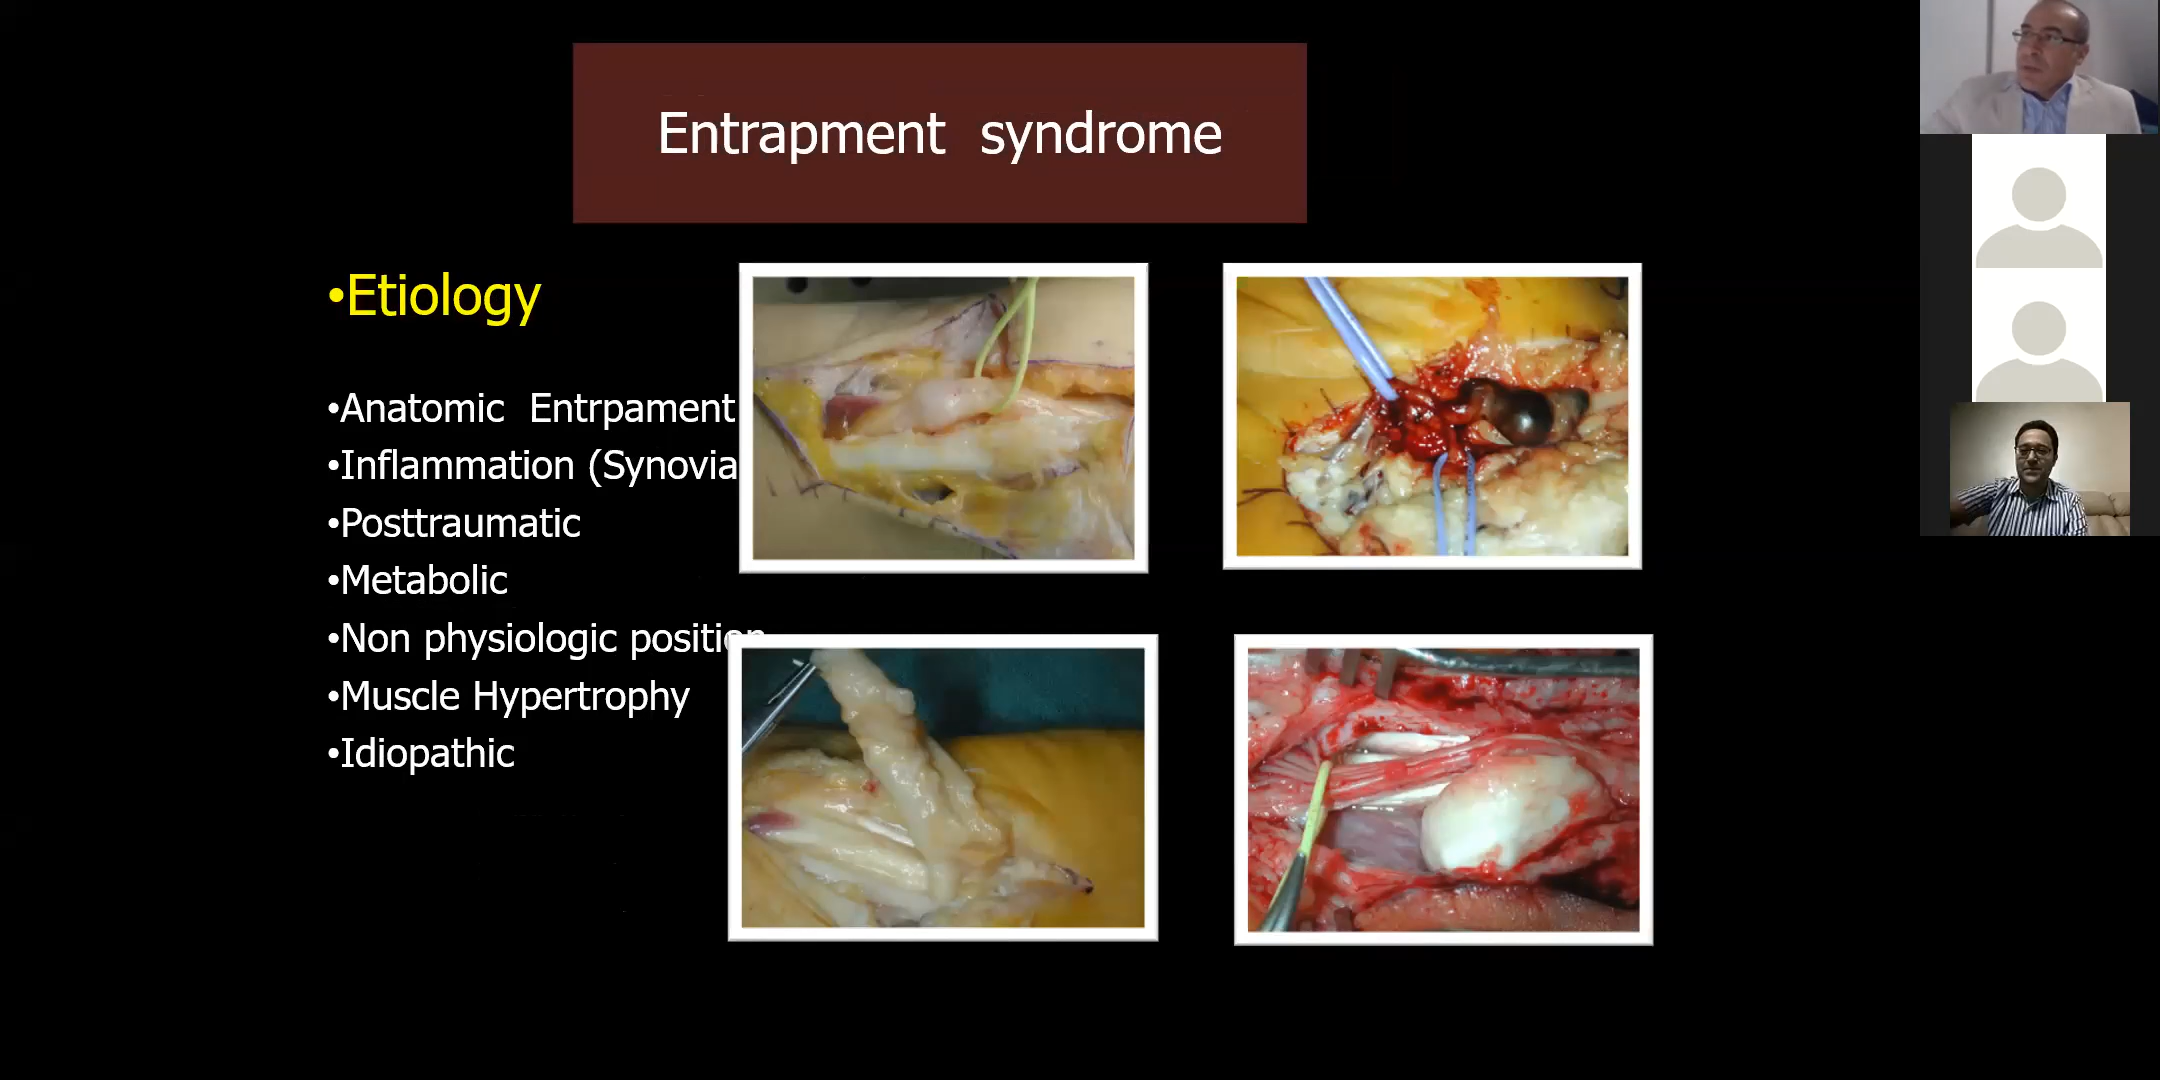 Entrapment syndrome
•Etiology
•Anatomic Entrpament
•Inflammation (Synovia
•Posttraumatic
•Metabolic
•Non physiologic position
•Muscle Hypertrophy
•Idiopathic